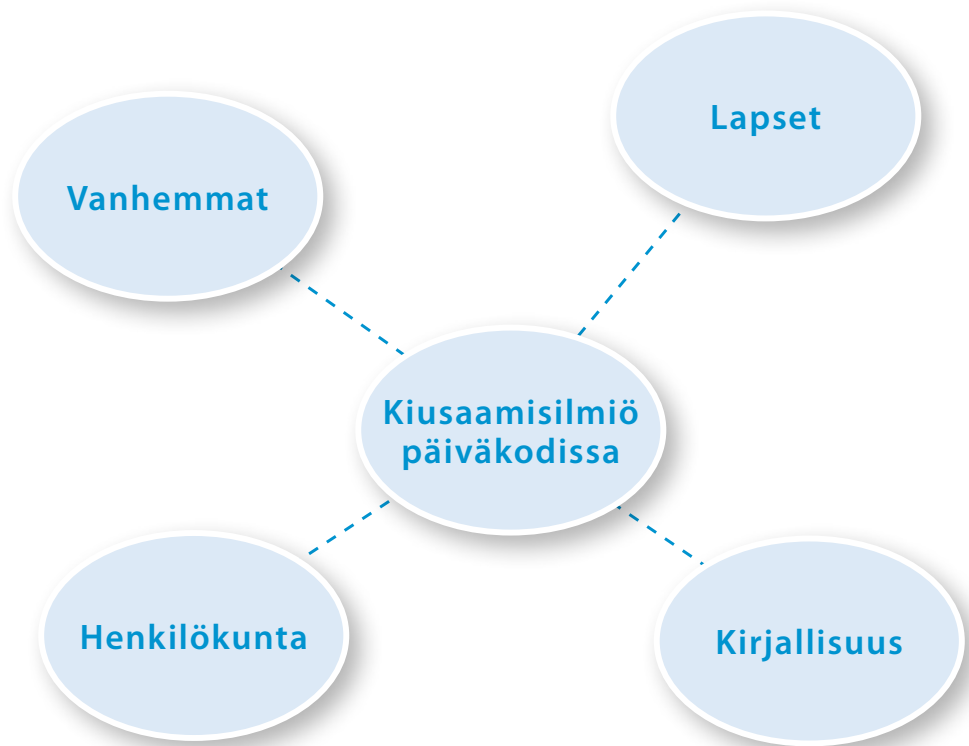 Lapset
Vanhemmat
Kiusaamisilmiö
päiväkodissa
Henkilökunta
Kirjallisuus